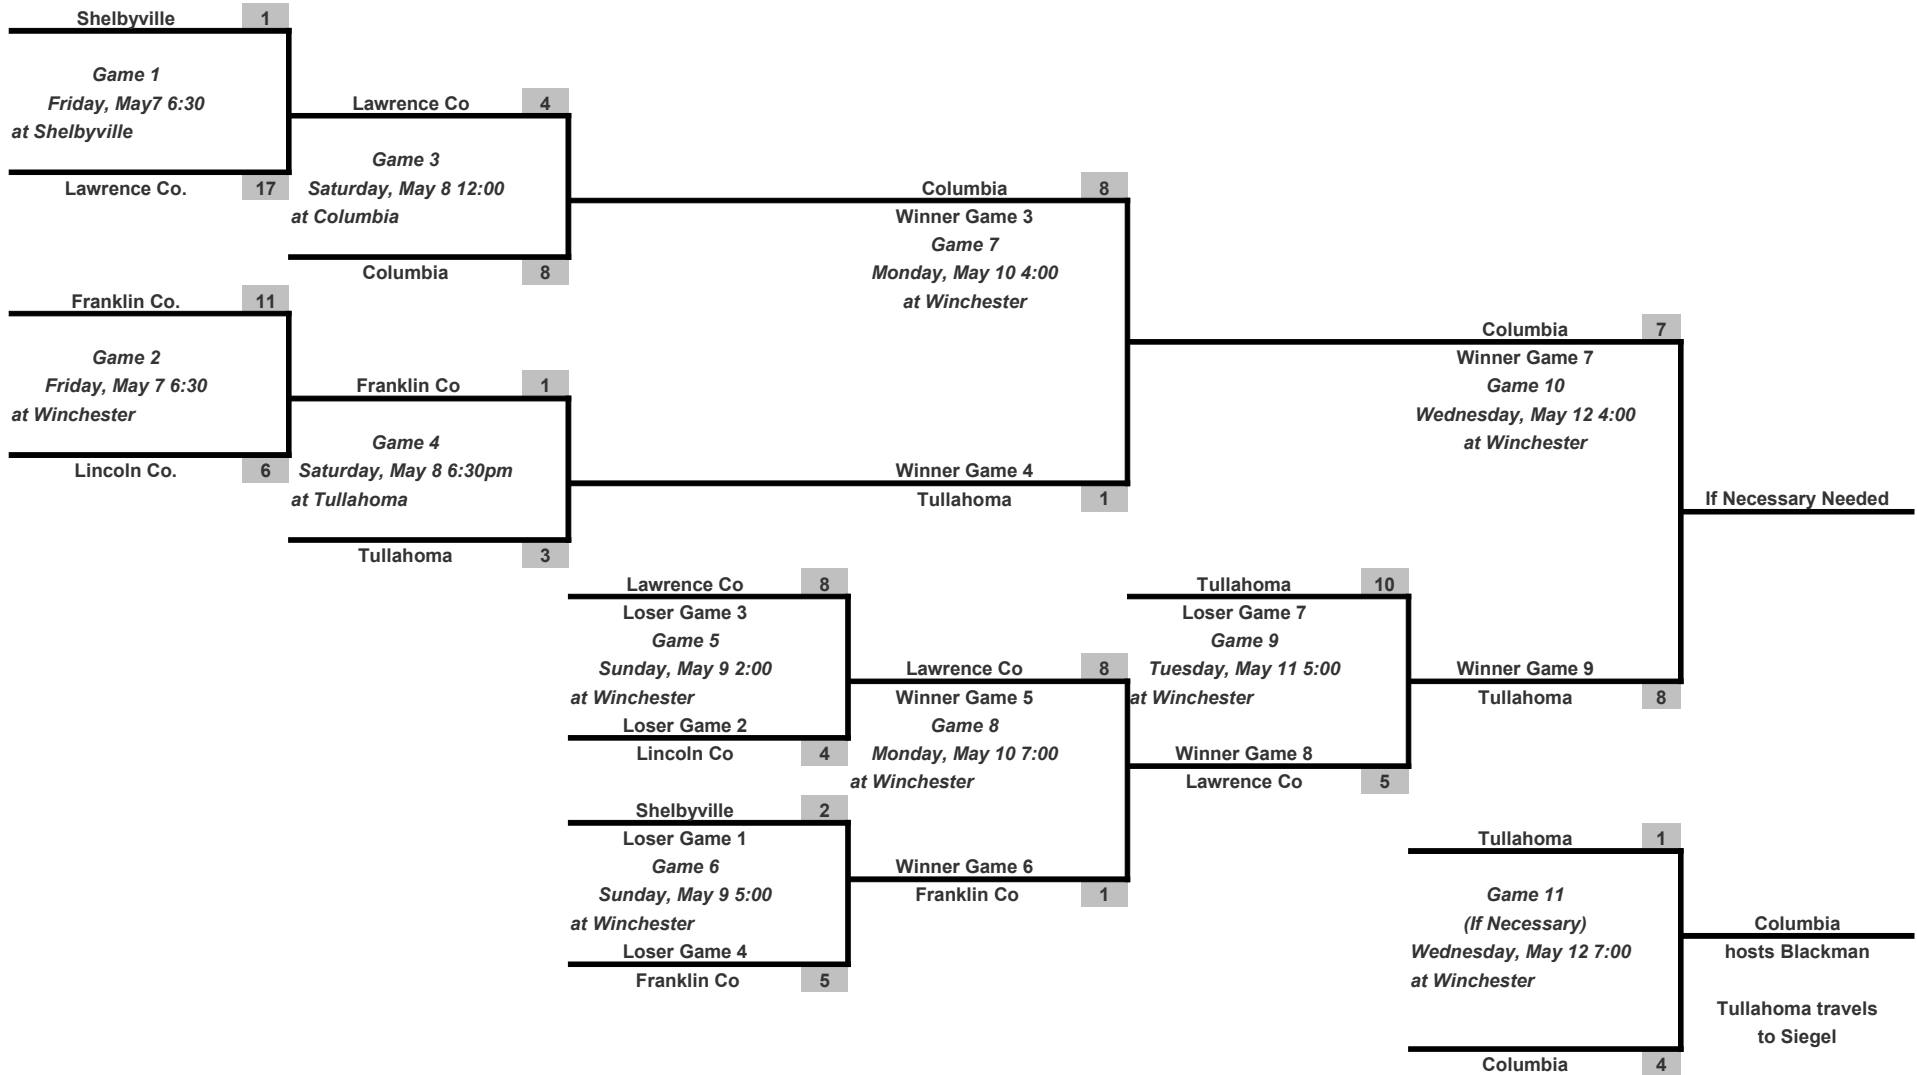 Shelbyville 1
Game 1
Friday, May7 6:30
at Shelbyville
Lawrence Co. 17
Lawrence Co 4
Game 3
Saturday, May 8 12:00
at Columbia
Columbia 8
Franklin Co. 11
Game 2
Friday, May 7 6:30
at Winchester
Lincoln Co. 6
Franklin Co 1
Game 4
Saturday, May 8 6:30pm
at Tullahoma
Tullahoma 3
Columbia 8
Winner Game 3
Game 7
Monday, May 10 4:00
at Winchester
Winner Game 4
Tullahoma 1
Columbia 7
Winner Game 7
Game 10
Wednesday, May 12 4:00
at Winchester
Winner Game 9
Tullahoma 8
If Necessary Needed
Lawrence Co 8
Loser Game 3
Game 5
Sunday, May 9 2:00
at Winchester
Loser Game 2
Lincoln Co 4
Shelbyville 2
Loser Game 1
Game 6
Sunday, May 9 5:00
at Winchester
Loser Game 4
Franklin Co 5
Lawrence Co 8
Winner Game 5
Game 8
Monday, May 10 7:00
at Winchester
Winner Game 6
Franklin Co 1
Tullahoma 10
Loser Game 7
Game 9
Tuesday, May 11 5:00
at Winchester
Winner Game 8
Lawrence Co 5
Tullahoma 1
Game 11
(If Necessary)
Wednesday, May 12 7:00
at Winchester
Columbia 4
Columbia
hosts Blackman
Tullahoma travels
to Siegel